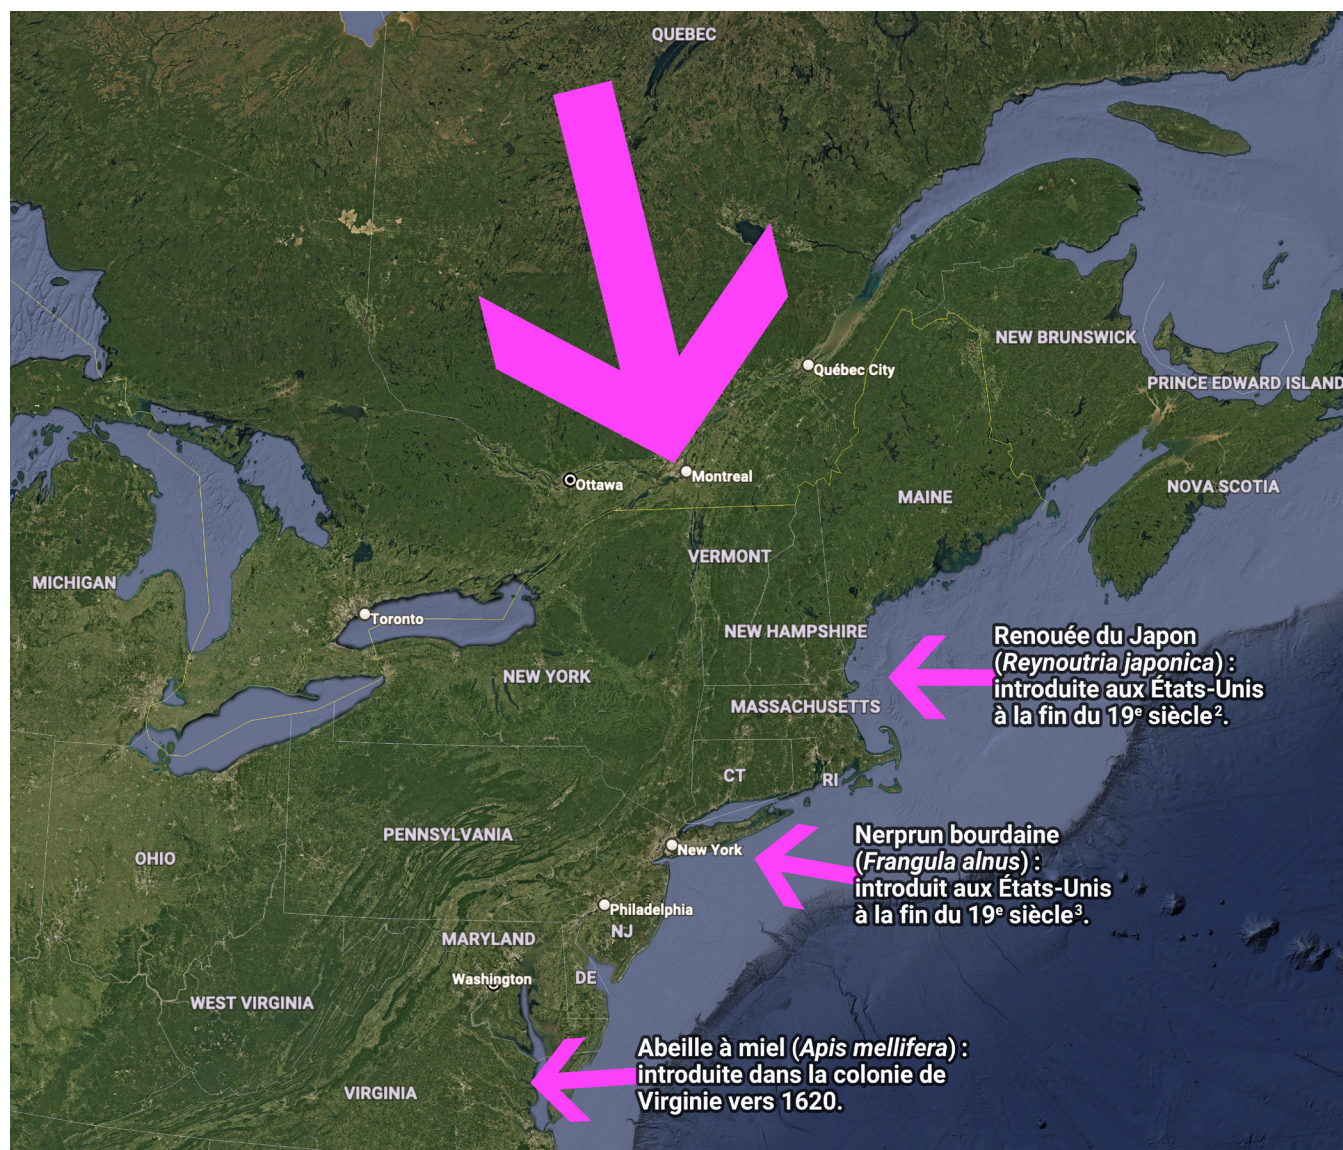 QUEBEC
Québec City
NEW BRUNSWICK
PRINCE EDWARD ISLAND
Ottawa
Montreal
MAINE
NOVA SCOTIA
VERMONT
MICHIGAN
Toronto
NEW HAMPSHIRE
NEW YORK
MASSACHUSETTS
Renouée du Japon
(Reynoutria japonica) :
introduite aux États-Unis
à la fin du 19e siècle2.
CT
RI
PENNSYLVANIA
OHIO
New York
Nerprun bourdaine
(Frangula alnus) :
introduit aux États-Unis
à la fin du 19e siècle3.
Philadelphia
NJ
MARYLAND
Washington
DE
WEST VIRGINIA
VIRGINIA
Abeille à miel (Apis mellifera) :
introduite dans la colonie de
Virginie vers 1620.